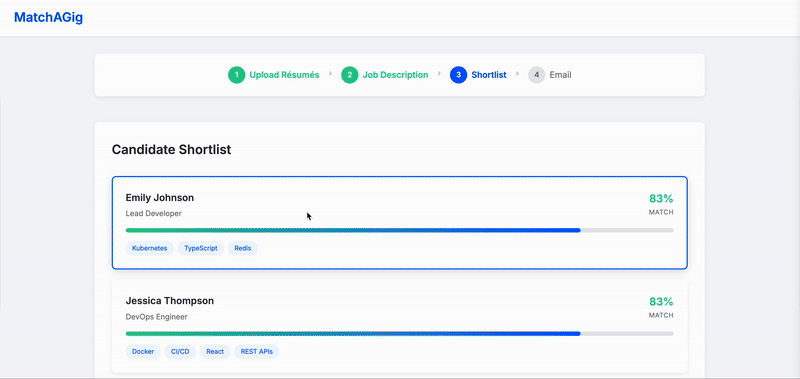 MatchAGig
1 Upload Résumés 2 Job Description 3 Shortlist 4 Email
Candidate Shortlist
Emily Johnson 83%
Lead Developer MATCH
Kubernetes TypeScript Redis
Jessica Thompson 83%
DevOps Engineer MATCH
Docker CI/CD React REST APIs